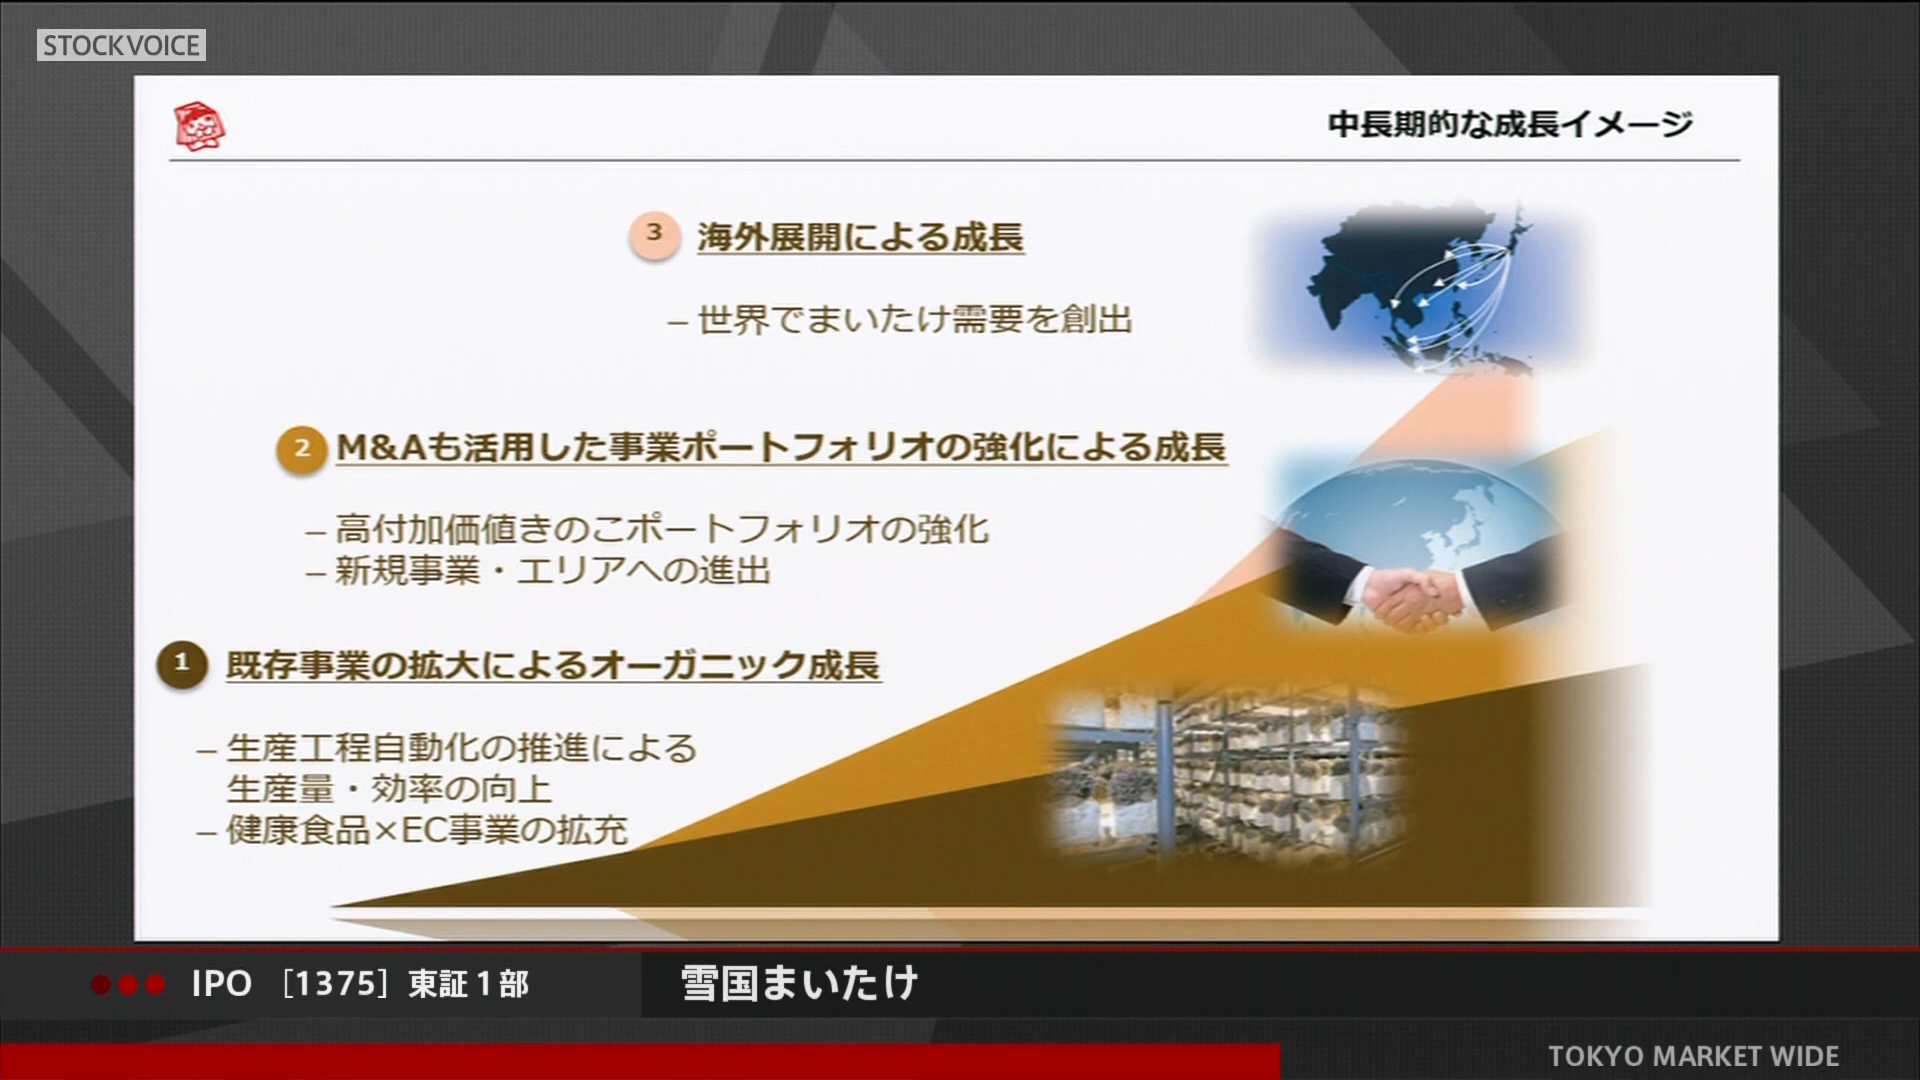 STOCKVOICE
中長期的な成長イメージ
3 海外展開による成長
– 世界でまいたけ需要を創出
2 M&Aも活用した事業ポートフォリオの強化による成長
– 高付加価値きのこポートフォリオの強化
– 新規事業・エリアへの進出
1 既存事業の拡大によるオーガニック成長
– 生産工程自動化の推進による
生産量・効率の向上
– 健康食品×EC事業の拡充
IPO [1375] 東証1部 雪国まいたけ
TOKYO MARKET WIDE